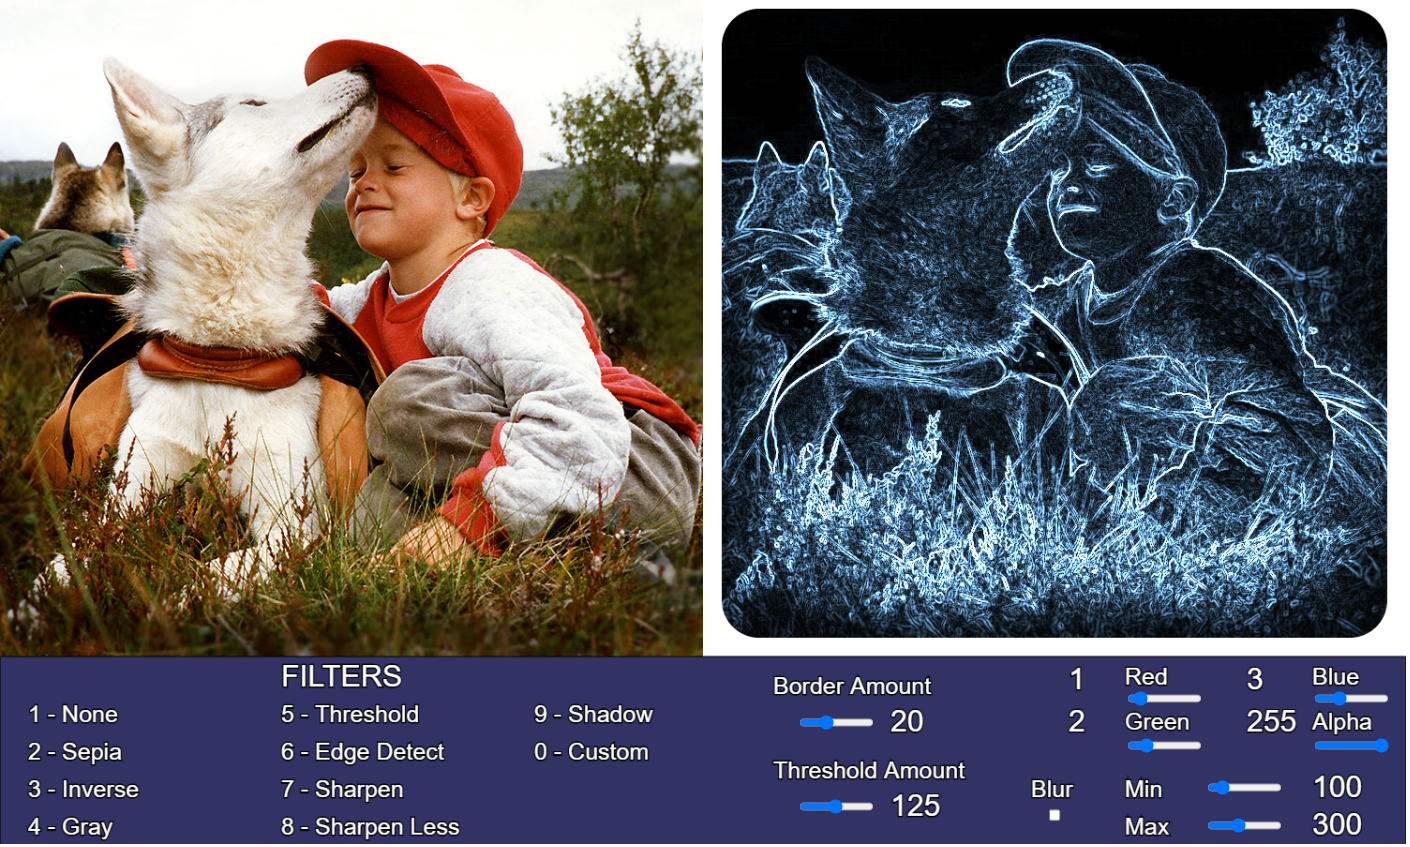 FILTERS
1 - None
5 - Threshold
9 - Shadow
2 - Sepia
6 - Edge Detect
0 - Custom
3 - Inverse
7 - Sharpen
4 - Gray
8 - Sharpen Less
Border Amount
20
Threshold Amount
125
1 Red
3 Blue
2 Green
255 Alpha
Blur
Min 100
Max 300